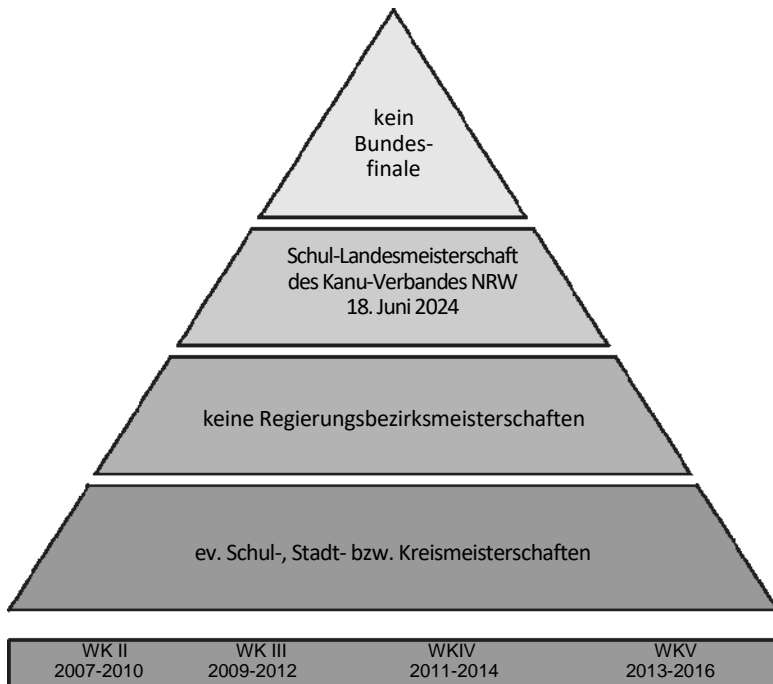 kein
Bundes-
finale
Schul-Landesmeisterschaft
des Kanu-Verbandes NRW
18. Juni 2024
keine Regierungsbezirksmeisterschaften
ev. Schul-, Stadt- bzw. Kreismeisterschaften
WK II WK III WKIV WKV
2007-2010 2009-2012 2011-2014 2013-2016